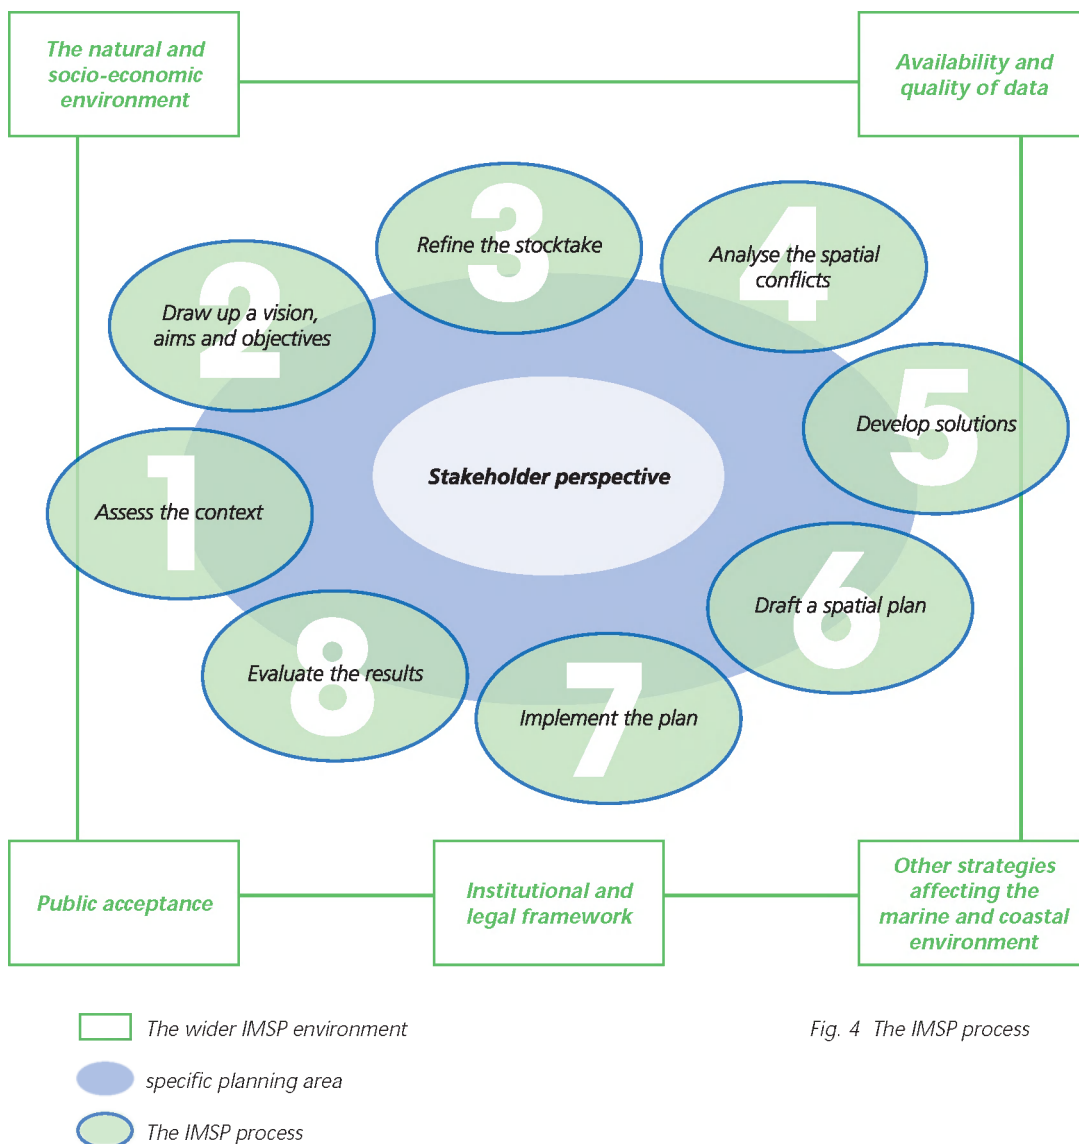 The natural and
socio-economic
environment
Availability and
quality of data
3
Refine the stocktake
4
Analyse the spatial
conflicts
2
Draw up a vision,
aims and objectives
5
Develop solutions
Stakeholder perspective
1
Assess the context
6
Draft a spatial plan
8
Evaluate the results
7
Implement the plan
Public acceptance
Institutional and
legal framework
Other strategies
affecting the
marine and coastal
environment
The wider IMSP environment
Fig. 4 The IMSP process
specific planning area
The IMSP process